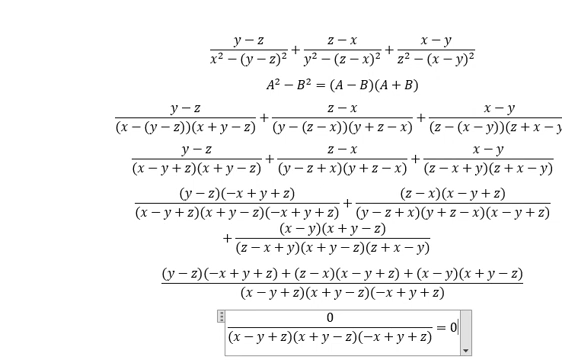 (y − z)/(x² − (y − z)²) + (z − x)/(y² − (z − x)²) + (x − y)/(z² − (x − y)²)
A² − B² = (A − B)(A + B)
(y − z)/((x − (y − z))(x + y − z)) + (z − x)/((y − (z − x))(y + z − x)) + (x − y)/((z − (x − y))(z + x − y
(y − z)/((x − y + z)(x + y − z)) + (z − x)/((y − z + x)(y + z − x)) + (x − y)/((z − x + y)(z + x − y))
(y − z)(−x + y + z)/((x − y + z)(x + y − z)(−x + y + z)) + (z − x)(x − y + z)/((y − z + x)(y + z − x)(x − y + z))
+ (x − y)(x + y − z)/((z − x + y)(x + y − z)(z + x − y))
((y − z)(−x + y + z) + (z − x)(x − y + z) + (x − y)(x + y − z))/((x − y + z)(x + y − z)(−x + y + z))
0/((x − y + z)(x + y − z)(−x + y + z)) = 0